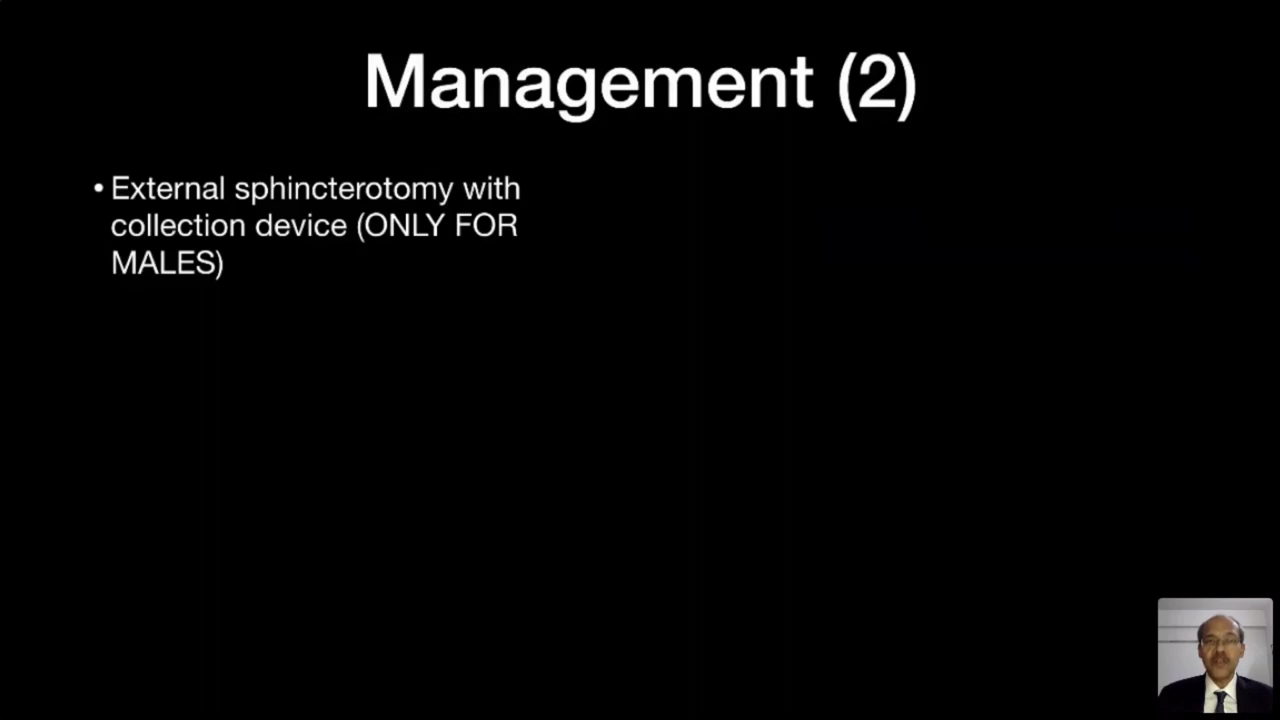 Management (2)
• External sphincterotomy with
collection device (ONLY FOR
MALES)